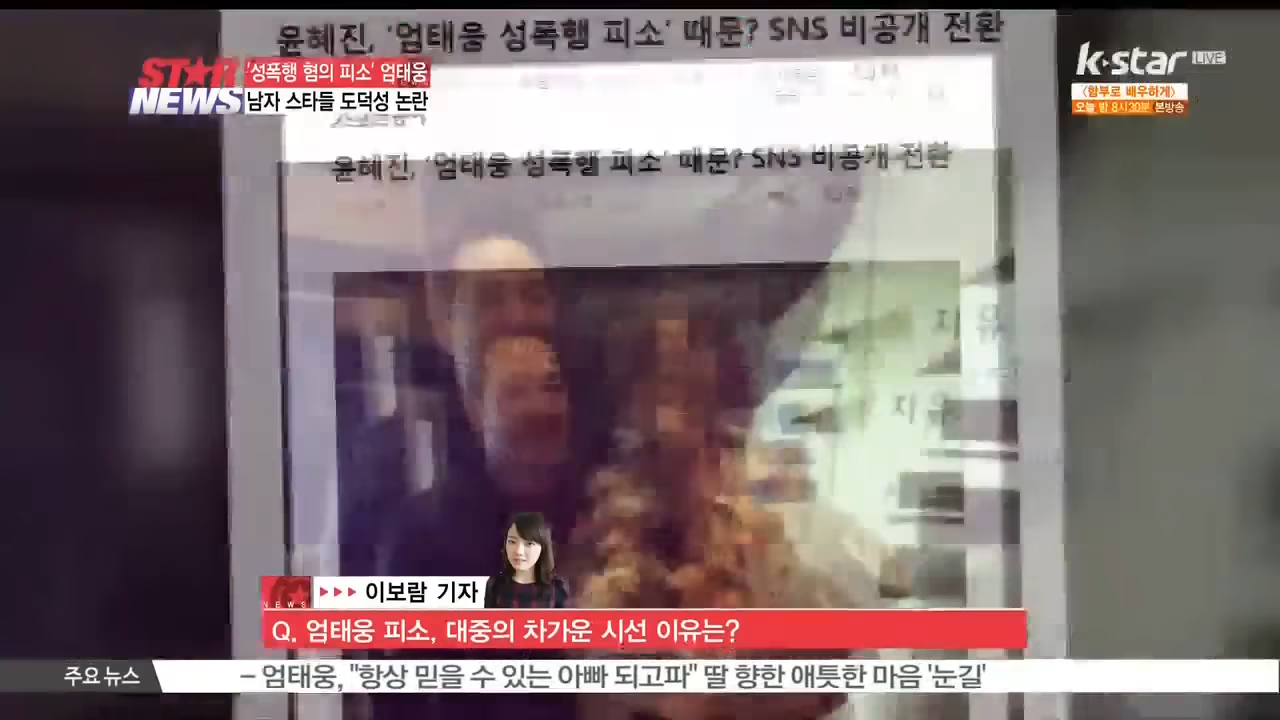 윤혜진, '엄태웅 성폭행 피소' 때문? SNS 비공개 전환
STAR NEWS
'성폭행 혐의 피소' 엄태웅
남자 스타들 도덕성 논란
k·star LIVE
<함부로 배우하게>
오늘 밤 8시30분 본방송
윤혜진, '엄태웅 성폭행 피소' 때문? SNS 비공개 전환
자유
자유
NEWS
이보람 기자
Q. 엄태웅 피소, 대중의 차가운 시선 이유는?
주요뉴스
– 엄태웅, "항상 믿을 수 있는 아빠 되고파" 딸 향한 애틋한 마음 '눈길'